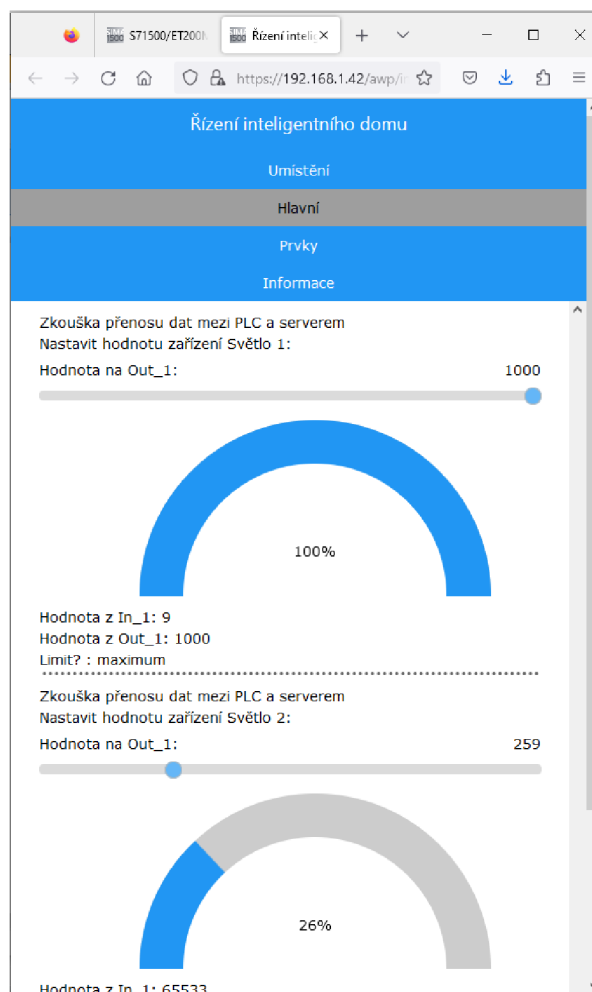 S71500/ET200
Řízení intelig
https://192.168.1.42/awp/i
Řízení inteligentního domu
Umístění
Hlavní
Prvky
Informace
Zkouška přenosu dat mezi PLC a serverem
Nastavit hodnotu zařízení Světlo 1:
Hodnota na Out_1: 1000
100%
Hodnota z In_1: 9
Hodnota z Out_1: 1000
Limit? : maximum
Zkouška přenosu dat mezi PLC a serverem
Nastavit hodnotu zařízení Světlo 2:
Hodnota na Out_1: 259
26%
Hodnota z In_1: 65533